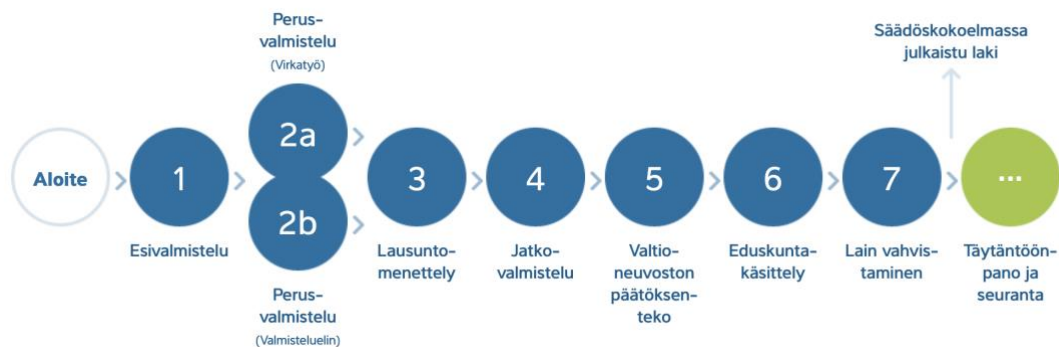 Aloite
1
Esivalmistelu
Perus-
valmistelu
(Virkatyö)
2a
2b
Perus-
valmistelu
(Valmisteluelin)
3
Lausunto-
menettely
4
Jatko-
valmistelu
5
Valtio-
neuvoston
päätöksen-
teko
6
Eduskunta-
käsittely
7
Lain vahvis-
taminen
Säädöskokoelmassa
julkaistu laki
...
Täytäntöön-
pano ja
seuranta